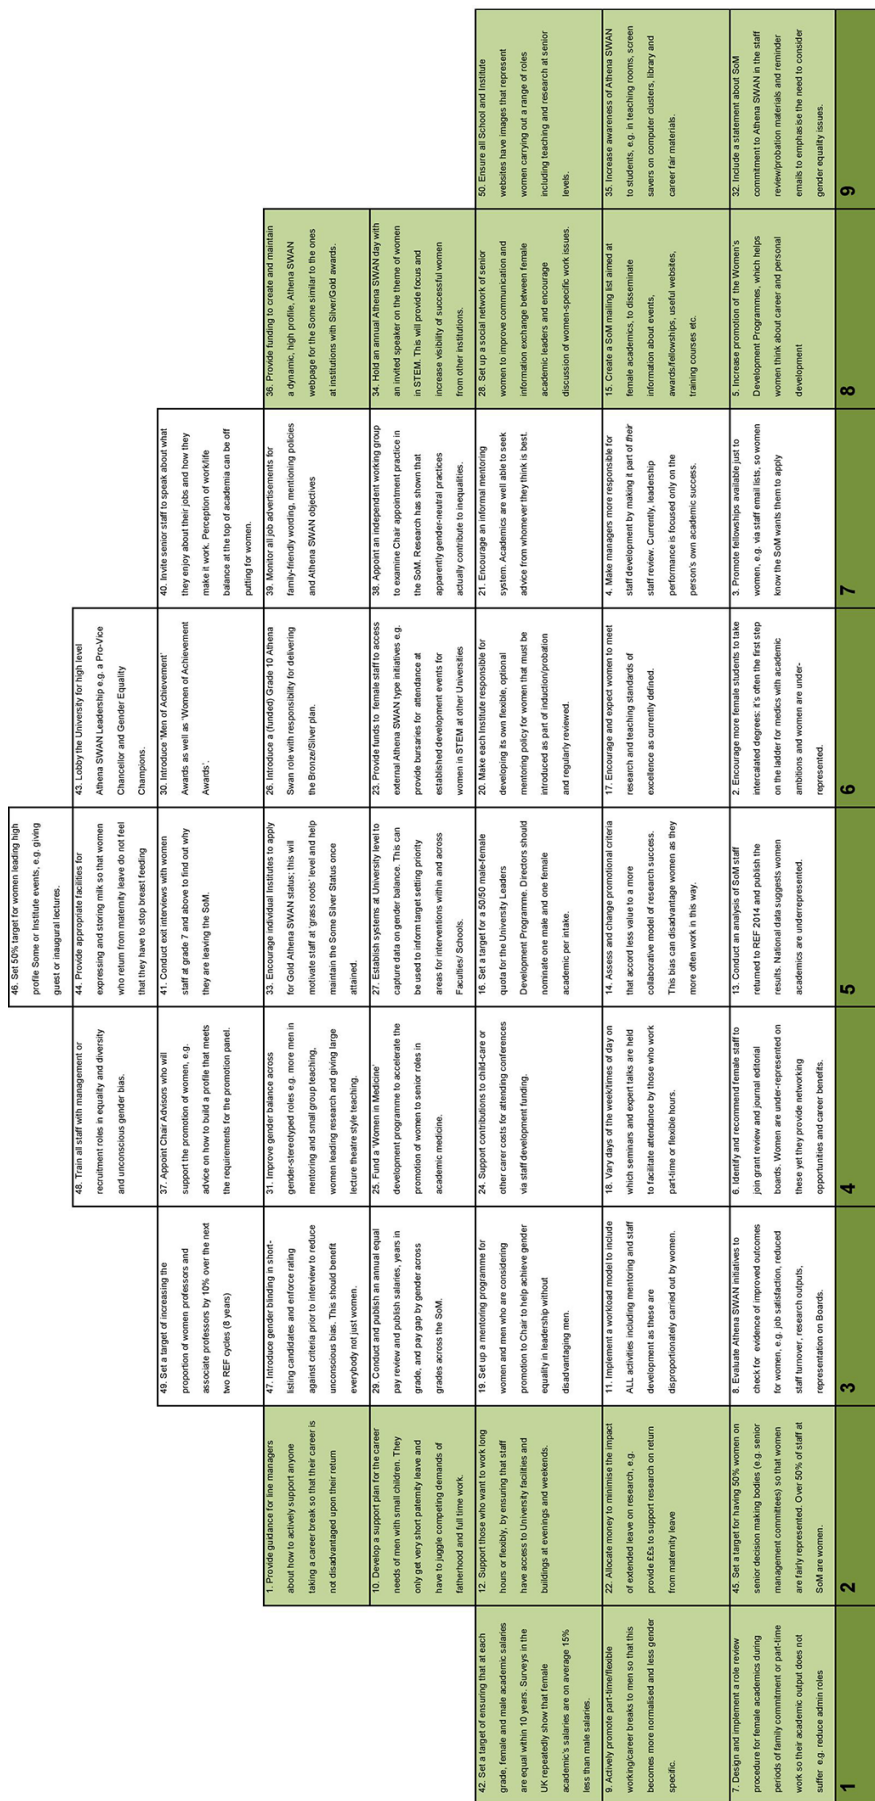 42. Set a target of ensuring that at each
grade, female and male academic salaries
are equal within 10 years. Surveys in the
UK repeatedly show that female
academic's salaries are on average 15%
less than male salaries.
9. Actively promote part-time/flexible
working/career breaks to men so that this
becomes more normalised and less gender
specific.
7. Design and implement a role review
procedure for female academics during
periods of family commitment or part-time
work so their academic output does not
suffer e.g. reduce admin roles
1
1. Provide guidance for line managers
about how to actively support anyone
taking a career break so that their career is
not disadvantaged upon their return
10. Develop a support plan for the career
needs of men with small children. They
only get very short paternity leave and
have to juggle competing demands of
fatherhood and full time work.
12. Support those who want to work long
hours or flexibly, by ensuring that staff
have access to University facilities and
buildings at evenings and weekends.
22. Allocate money to minimise the impact
of extended leave on research, e.g.
provide £££s to support research on return
from maternity leave
45. Set a target for having 50% women on
senior decision making bodies (e.g. senior
management committees) so that women
are fairly represented. Over 50% of staff at
SoM are women.
2
49. Set a target of increasing the
proportion of women professors and
associate professors by 10% over the next
two REF cycles (8 years)
47. Introduce gender blinding in short-
listing candidates and enforce rating
against criteria prior to interview to reduce
unconscious bias. This should benefit
everybody not just women.
29. Conduct and publish an annual equal
pay review and publish salaries, years in
grade, and pay gap by gender across
grades across the SoM.
19. Set up a mentoring programme for
women and men who are considering
promotion to Chair to help achieve gender
equality in leadership without
disadvantaging men.
11. Implement a workload model to include
ALL activities including mentoring and staff
development as these are
disproportionately carried out by women.
8. Evaluate Athena SWAN initiatives to
check for evidence of improved outcomes
for women, e.g. job satisfaction, reduced
staff turnover, research outputs,
representation on Boards.
3
48. Train all staff with management or
recruitment roles in equality and diversity
and unconscious gender bias.
37. Appoint Chair Advisors who will
support the promotion of women, e.g.
advice on how to build a profile that meets
the requirements for the promotion panel.
31. Improve gender balance across
gender-stereotyped roles e.g. more men in
mentoring and small group teaching,
women leading research and giving large
lecture theatre style teaching.
25. Fund a 'Women in Medicine'
development programme to accelerate the
promotion of women to senior roles in
academic medicine.
24. Support contributions to child-care or
other carer costs for attending conferences
via staff development funding.
18. Vary days of the week/times of day on
which seminars and expert talks are held
to facilitate attendance by those who work
part-time or flexible hours.
6. Identify and recommend female staff to
join grant review and journal editorial
boards. Women are under-represented on
these yet they provide networking
opportunities and career benefits.
4
46. Set 50% target for women leading high
profile Some or Institute events, e.g. giving
guest or inaugural lectures.
44. Provide appropriate facilities for
expressing and storing milk so that women
who return from maternity leave do not feel
that they have to stop breast feeding
41. Conduct exit interviews with women
staff at grade 7 and above to find out why
they are leaving the SoM.
33. Encourage individual Institutes to apply
for Gold Athena SWAN status; this will
motivate staff at 'grass roots' level and help
maintain the Some Silver Status once
attained.
27. Establish systems at University level to
capture data on gender balance. This can
be used to inform target setting priority
areas for interventions within and across
Faculties/ Schools.
16. Set a target for a 50/50 male-female
quota for the University Leaders
Development Programme. Directors should
nominate one male and one female
academic per intake.
14. Assess and change promotional criteria
that accord less value to a more
collaborative model of research success.
This bias can disadvantage women as they
more often work in this way.
13. Conduct an analysis of SoM staff
returned to REF 2014 and publish the
results. National data suggests women
academics are underrepresented.
5
43. Lobby the University for high level
Athena SWAN Leadership e.g. a Pro-Vice
Chancellor and Gender Equality
Champions.
30. Introduce 'Men of Achievement'
Awards as well as 'Women of Achievement
Awards'.
26. Introduce a (funded) Grade 10 Athena
Swan role with responsibility for delivering
the Bronze/Silver plan.
23. Provide funds to female staff to access
external Athena SWAN type initiatives e.g.
provide bursaries for attendance at
established development events for
women in STEM at other Universities
20. Make each Institute responsible for
developing its own flexible, optional
mentoring policy for women that must be
introduced as part of induction/probation
and regularly reviewed.
17. Encourage and expect women to meet
research and teaching standards of
excellence as currently defined.
2. Encourage more female students to take
intercalated degrees: it's often the first step
on the ladder for medics with academic
ambitions and women are under-
represented.
6
40. Invite senior staff to speak about what
they enjoy about their jobs and how they
make it work. Perception of work/life
balance at the top of academia can be off
putting for women.
39. Monitor all job advertisements for
family-friendly wording, mentioning policies
and Athena SWAN objectives
38. Appoint an independent working group
to examine Chair appointment practice in
the SoM. Research has shown that
apparently gender-neutral practices
actually contribute to inequalities.
21. Encourage an informal mentoring
system. Academics are well able to seek
advice from whomever they think is best.
4. Make managers more responsible for
staff development by making it part of their
staff review. Currently, leadership
performance is focused only on the
person's own academic success.
3. Promote fellowships available just to
women, e.g. via staff email lists, so women
know the SoM wants them to apply
7
36. Provide funding to create and maintain
a dynamic, high profile, Athena SWAN
webpage for the Some similar to the ones
at institutions with Silver/Gold awards.
34. Hold an annual Athena SWAN day with
an invited speaker on the theme of women
in STEM. This will provide focus and
increase visibility of successful women
from other institutions.
28. Set up a social network of senior
women to improve communication and
information exchange between female
academic leaders and encourage
discussion of women-specific work issues.
15. Create a SoM mailing list aimed at
female academics, to disseminate
information about events,
awards/fellowships, useful websites,
training courses etc.
5. Increase promotion of the Women's
Development Programmes, which helps
women think about career and personal
development
8
50. Ensure all School and Institute
websites have images that represent
women carrying out a range of roles
including teaching and research at senior
levels.
35. Increase awareness of Athena SWAN
to students, e.g. in teaching rooms, screen
savers on computer clusters, library and
career fair materials.
32. Include a statement about SoM
commitment to Athena SWAN in the staff
review/probation materials and reminder
emails to emphasise the need to consider
gender equality issues.
9